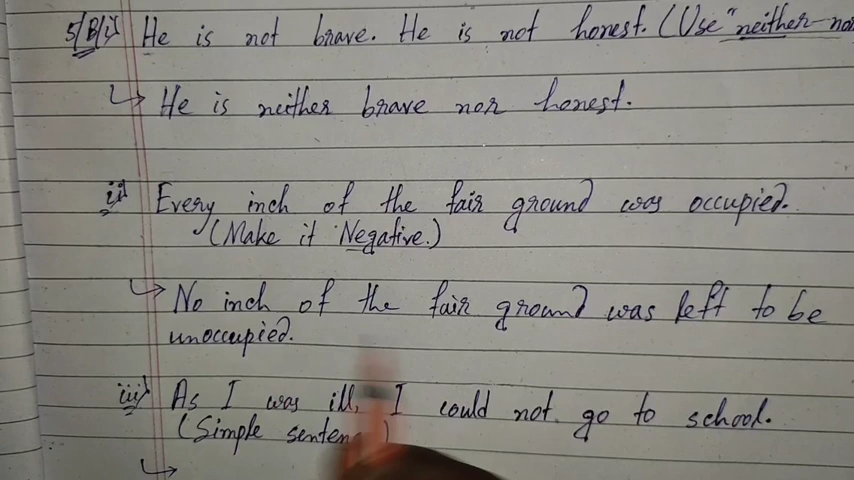 5/B/i) He is not brave. He is not honest. (Use "neither-nor
↳ He is neither brave nor honest.
ii) Every inch of the fair ground was occupied.
(Make it Negative.)
↳ No inch of the fair ground was left to be
unoccupied.
iii) As I was ill, I could not go to school.
(Simple senten )
↳